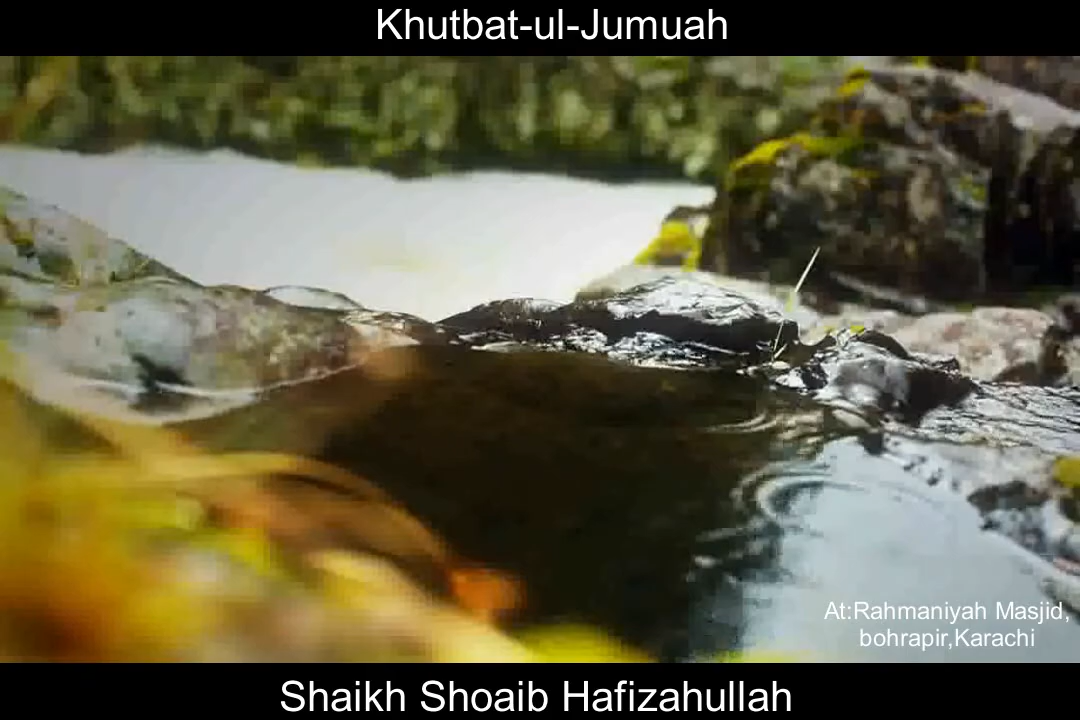 Khutbat-ul-Jumuah
At:Rahmaniyah Masjid,
bohrapir,Karachi
Shaikh Shoaib Hafizahullah